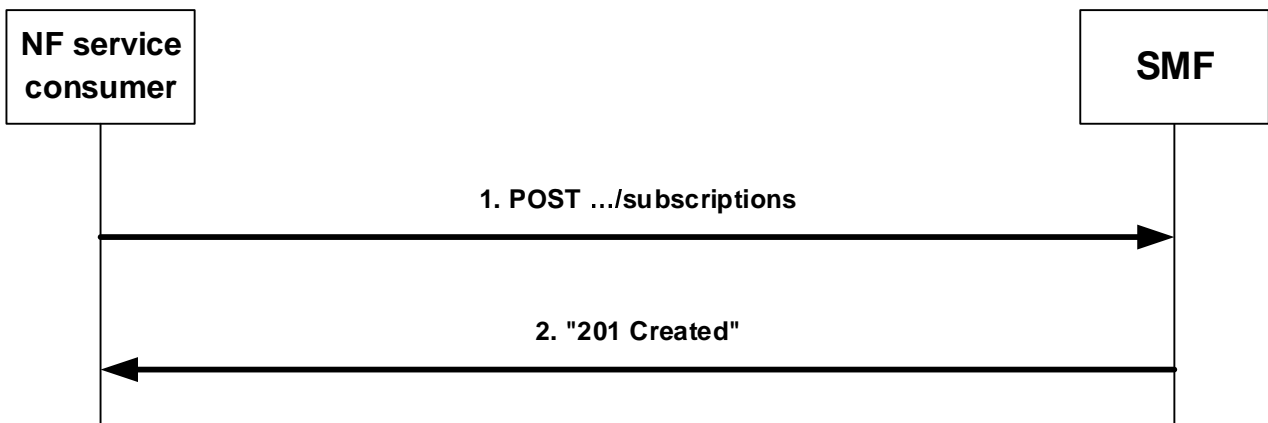 NF service
consumer
SMF
1. POST …/subscriptions
2. "201 Created"